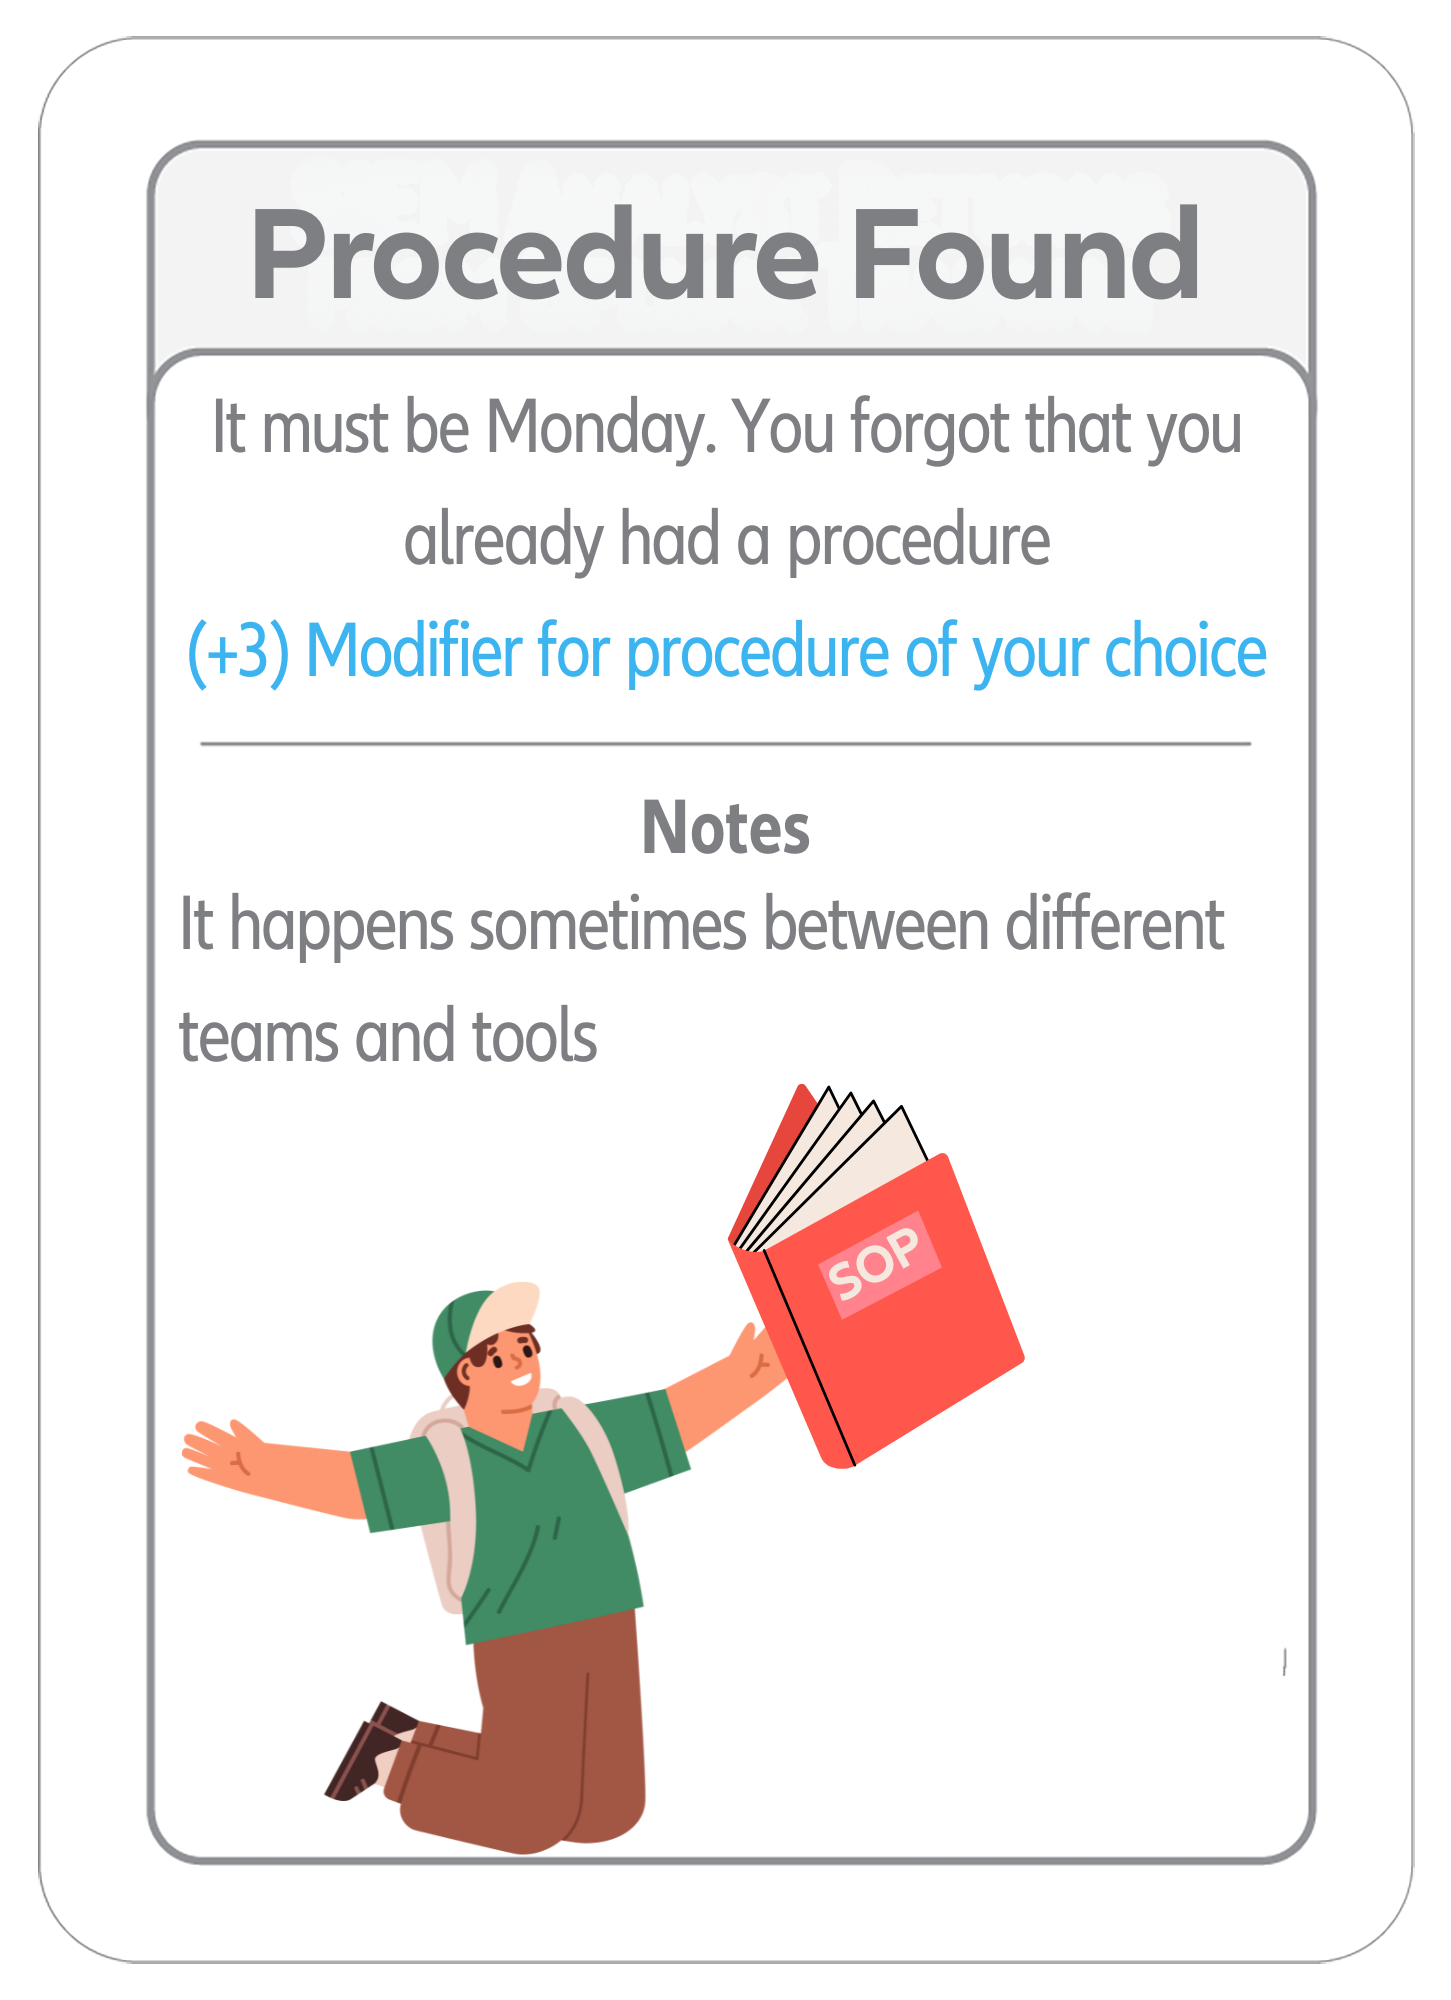 Procedure Found
It must be Monday. You forgot that you
already had a procedure
(+3) Modifier for procedure of your choice
Notes
It happens sometimes between different
teams and tools
SOP